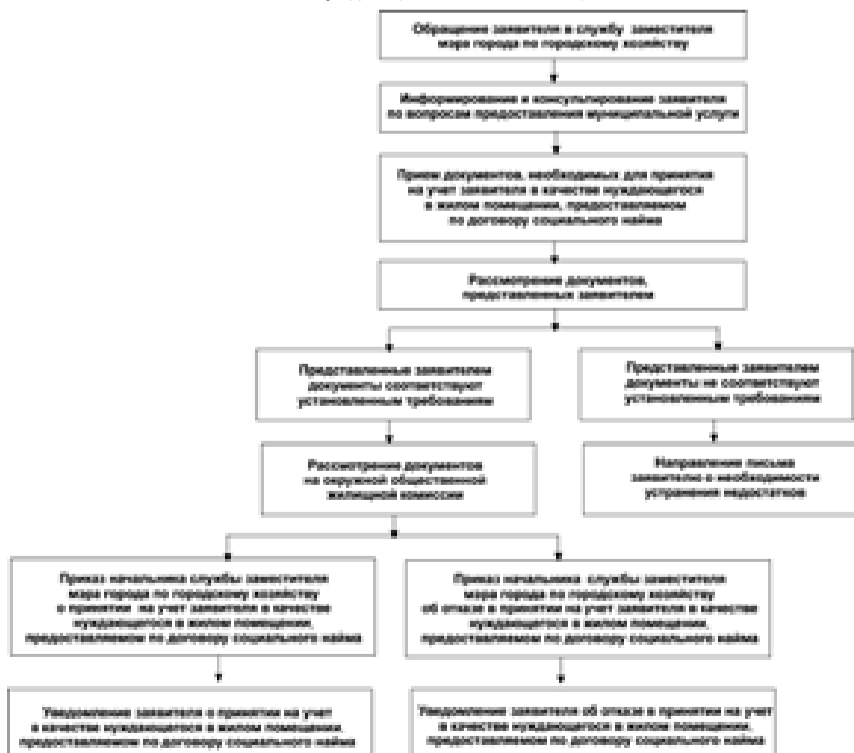 Обращение заявителя в службу заместителя
мэра города по городскому хозяйству
Информирование и консультирование заявителя
по вопросам предоставления муниципальной услуги
Прием документов, необходимых для принятия
на учет заявителя в качестве нуждающегося
в жилом помещении, предоставляемом
по договору социального найма
Рассмотрение документов,
представленных заявителем
Представленные заявителем
документы соответствуют
установленным требованиям
Представленные заявителем
документы не соответствуют
установленным требованиям
Рассмотрение документов
на окружной общественной
жилищной комиссии
Направление письма
заявителю о необходимости
устранения недостатков
Приказ начальника службы заместителя
мэра города по городскому хозяйству
о принятии на учет заявителя в качестве
нуждающегося в жилом помещении,
предоставляемом по договору социального найма
Приказ начальника службы заместителя
мэра города по городскому хозяйству
об отказе в принятии на учет заявителя в качестве
нуждающегося в жилом помещении,
предоставляемом по договору социального найма
Уведомление заявителя о принятии на учет
в качестве нуждающегося в жилом помещении,
предоставляемом по договору социального найма
Уведомление заявителя об отказе в принятии на учет
в качестве нуждающегося в жилом помещении,
предоставляемом по договору социального найма